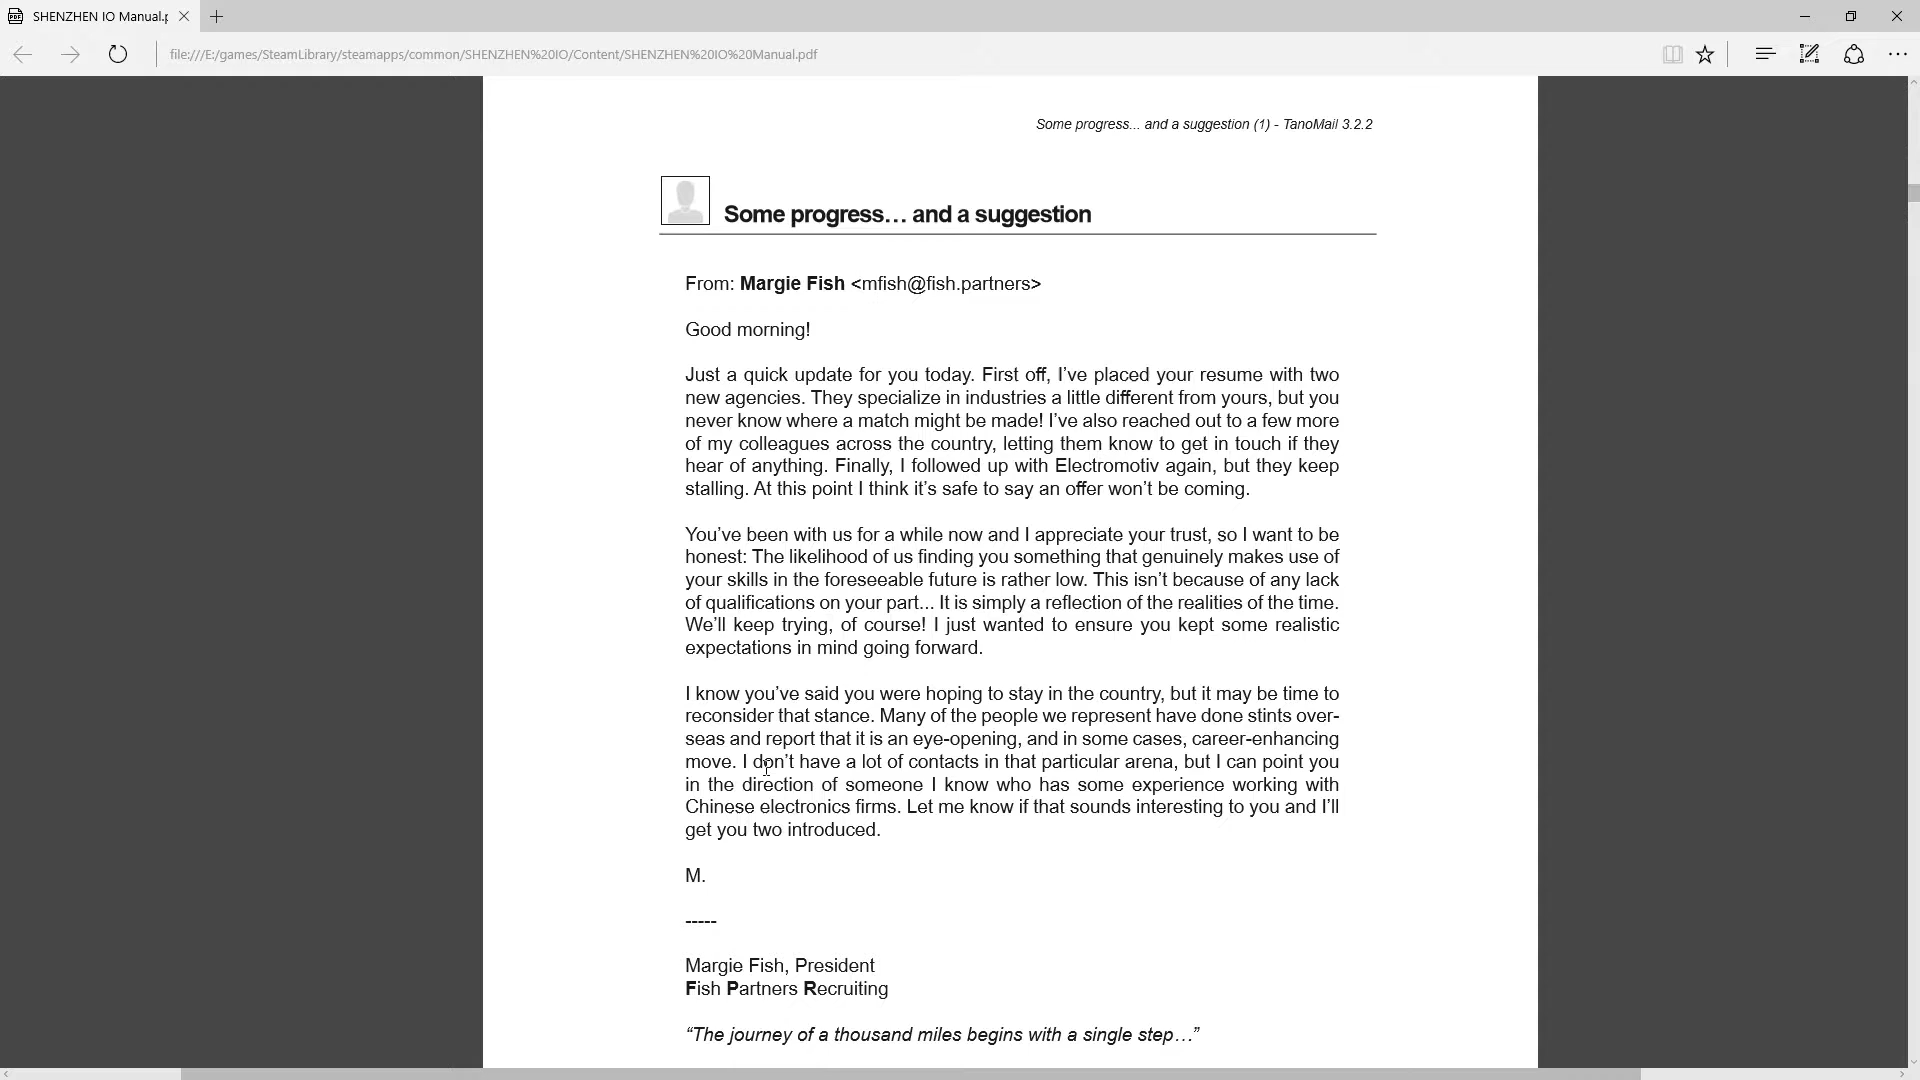 SHENZHEN IO Manual.p
file:///E:/games/SteamLibrary/steamapps/common/SHENZHEN%20IO/Content/SHENZHEN%20IO%20Manual.pdf
Some progress... and a suggestion (1) - TanoMail 3.2.2
Some progress… and a suggestion
From: Margie Fish <mfish@fish.partners>
Good morning!
Just a quick update for you today. First off, I’ve placed your resume with two
new agencies. They specialize in industries a little different from yours, but you
never know where a match might be made! I’ve also reached out to a few more
of my colleagues across the country, letting them know to get in touch if they
hear of anything. Finally, I followed up with Electromotiv again, but they keep
stalling. At this point I think it’s safe to say an offer won’t be coming.
You’ve been with us for a while now and I appreciate your trust, so I want to be
honest: The likelihood of us finding you something that genuinely makes use of
your skills in the foreseeable future is rather low. This isn’t because of any lack
of qualifications on your part... It is simply a reflection of the realities of the time.
We’ll keep trying, of course! I just wanted to ensure you kept some realistic
expectations in mind going forward.
I know you’ve said you were hoping to stay in the country, but it may be time to
reconsider that stance. Many of the people we represent have done stints over-
seas and report that it is an eye-opening, and in some cases, career-enhancing
move. I don’t have a lot of contacts in that particular arena, but I can point you
in the direction of someone I know who has some experience working with
Chinese electronics firms. Let me know if that sounds interesting to you and I’ll
get you two introduced.
M.
-----
Margie Fish, President
Fish Partners Recruiting
“The journey of a thousand miles begins with a single step…”